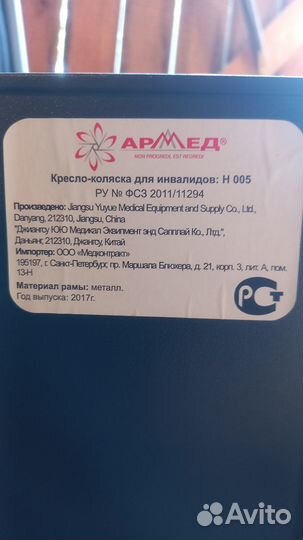 АРМЕД®
NON PROGREDI, EST REGREDI
Кресло-коляска для инвалидов: Н 005
РУ № ФСЗ 2011/11294
Произведено: Jiangsu Yuyue Medical Equipment and Supply Co., Ltd.,
Danyang, 212310, Jiangsu, China
"Джиангсу ЮЮ Медикал Эквипмент энд Сапплай Ко., Лтд.",
Даньянг, 212310, Джангсу, Китай
Импортер: ООО «Медконтракт»
195197, г. Санкт-Петербург, пр. Маршала Блюхера, д. 21, корп. 3, лит. А, пом.
13-Н
Материал рамы: металл.
Год выпуска: 2017г.
РСТ
Avito